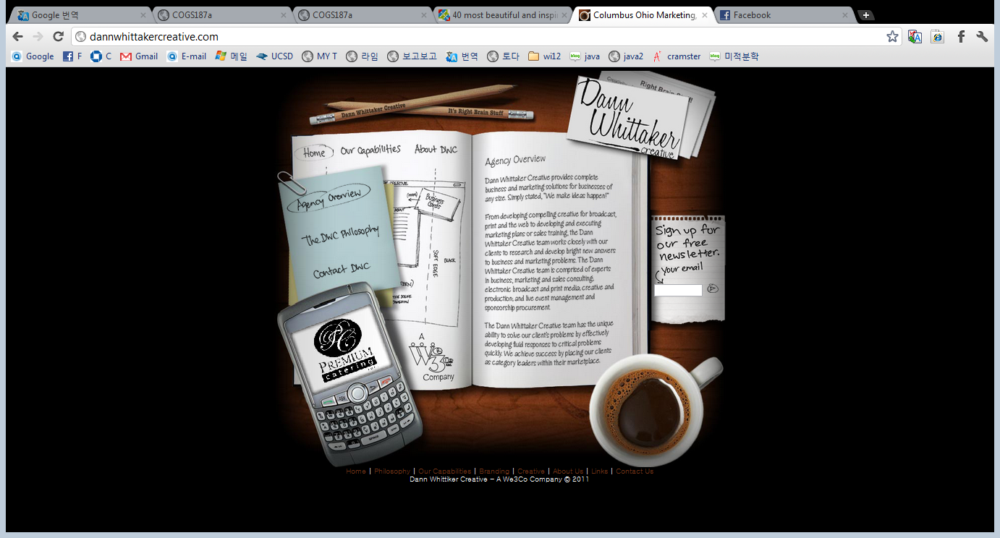 Google 번역
COGS187a
COGS187a
40 most beautiful and inspi
Columbus Ohio Marketing,
Facebook
dannwhittakercreative.com
Google F C Gmail E-mail 메일 UCSD MY T 라임 보고보고 번역 토다 wi12 java java2 cramster 미적분학
Dann Whittaker Creative
It's Right Brain Stuff
Right Brain Stuff!
Dann
Whittaker
creative
Home Our Capabilities About DWC
Agency Overview
The DWC Philosophy
Contact DWC
CREATIVE
(more)
Business
Cards
ABOUT
SOFT EDGE
BLACK
PREMIUM
catering
A
We
3
Company
Agency Overview
Dann Whittaker Creative provides complete
business and marketing solutions for businesses of
any size. Simply stated, "We make ideas happen!"
From developing compelling creative for broadcast,
print and the web to developing and executing
marketing plans or sales training, the Dann
Whittaker Creative team works closely with our
clients to research and develop bright new answers
to business and marketing problems. The Dann
Whittaker Creative team is comprised of experts
in business, marketing and sales consulting,
electronic broadcast and print media, creative and
production, and live event management and
sponsorship procurement.
The Dann Whittaker Creative team has the unique
ability to solve our client's problems by effectively
developing fluid responses to critical problems
quickly. We achieve success by placing our clients
as category leaders within their marketplace.
Sign up for
our free
newsletter.
your email
Home | Philosophy | Our Capabilities | Branding | Creative | About Us | Links | Contact Us
Dann Whittiker Creative – A We3Co Company © 2011